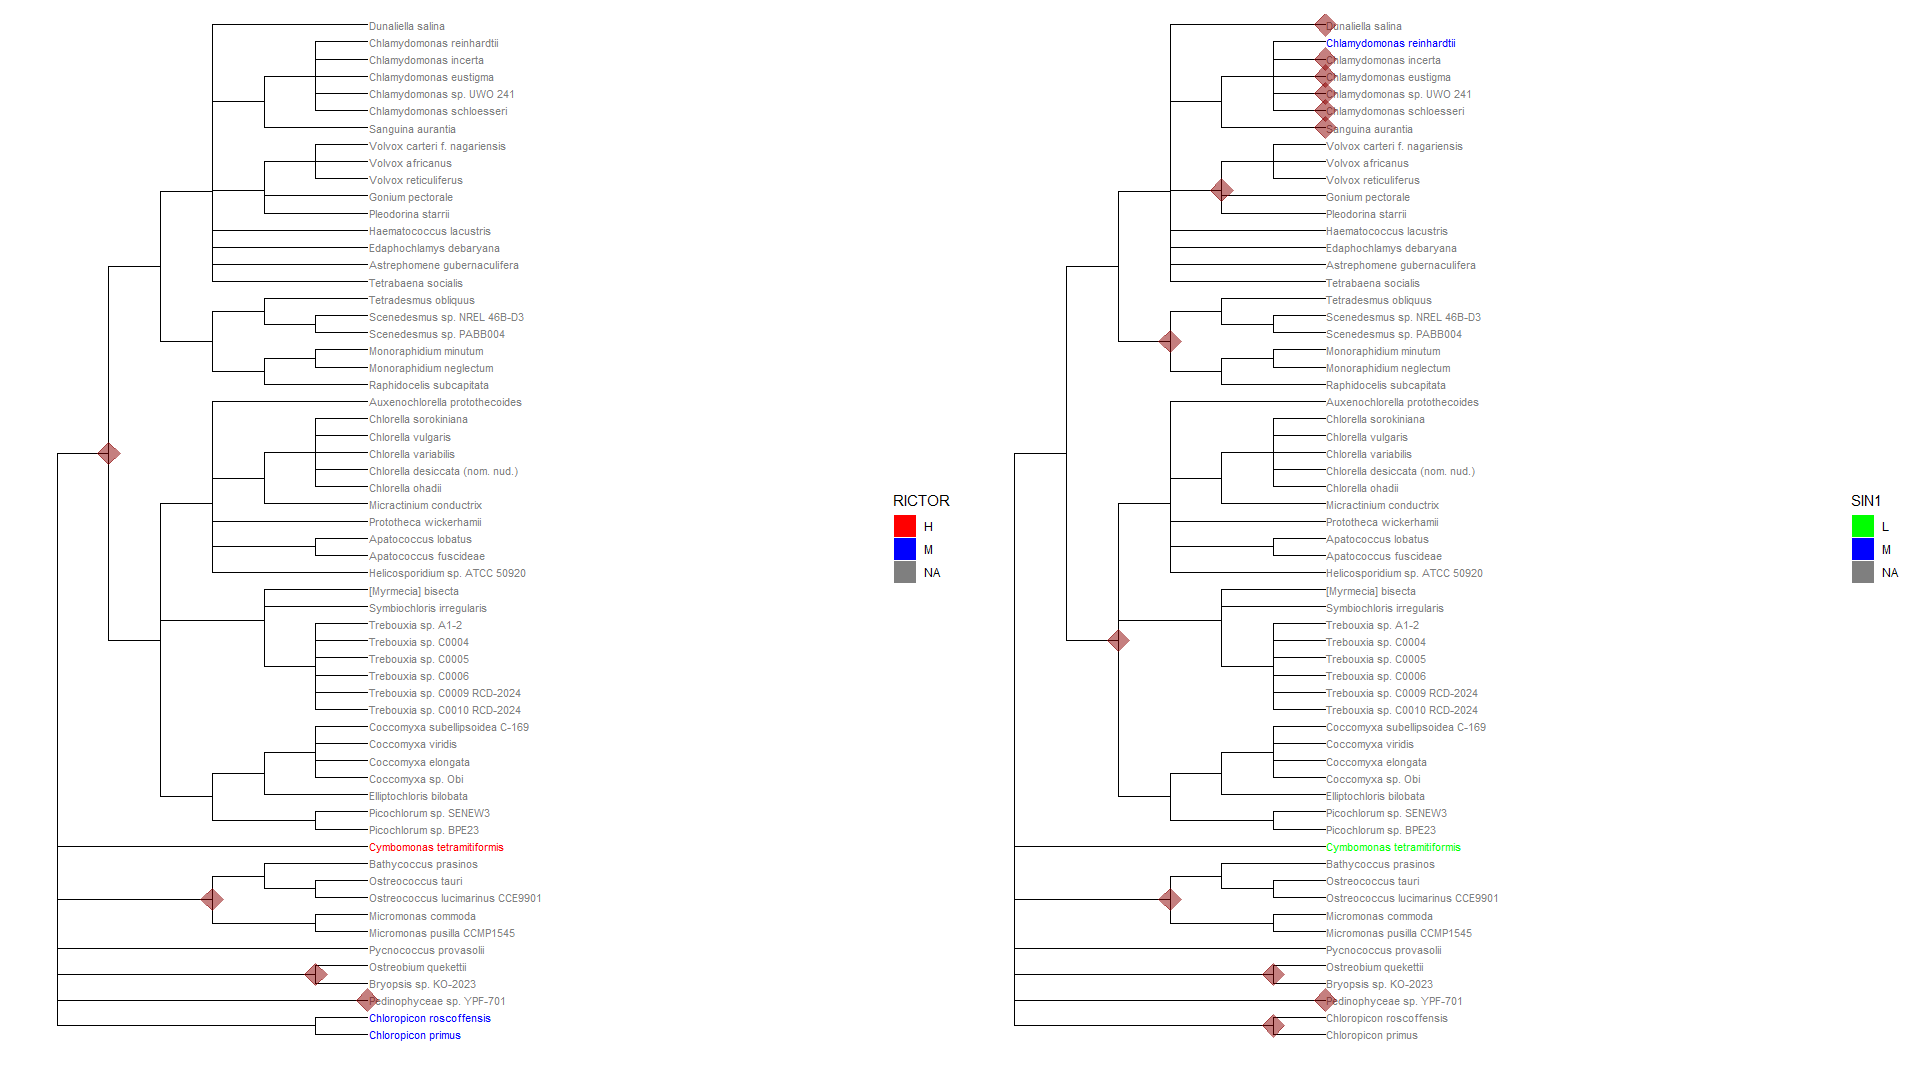 Dunaliella salina
Chlamydomonas reinhardtii
Chlamydomonas incerta
Chlamydomonas eustigma
Chlamydomonas sp. UWO 241
Chlamydomonas schloesseri
Sanguina aurantia
Volvox carteri f. nagariensis
Volvox africanus
Volvox reticuliferus
Gonium pectorale
Pleodorina starrii
Haematococcus lacustris
Edaphochlamys debaryana
Astrephomene gubernaculifera
Tetrabaena socialis
Tetradesmus obliquus
Scenedesmus sp. NREL 46B-D3
Scenedesmus sp. PABB004
Monoraphidium minutum
Monoraphidium neglectum
Raphidocelis subcapitata
Auxenochlorella protothecoides
Chlorella sorokiniana
Chlorella vulgaris
Chlorella variabilis
Chlorella desiccata (nom. nud.)
Chlorella ohadii
Micractinium conductrix
Prototheca wickerhamii
Apatococcus lobatus
Apatococcus fuscideae
Helicosporidium sp. ATCC 50920
[Myrmecia] bisecta
Symbiochloris irregularis
Trebouxia sp. A1-2
Trebouxia sp. C0004
Trebouxia sp. C0005
Trebouxia sp. C0006
Trebouxia sp. C0009 RCD-2024
Trebouxia sp. C0010 RCD-2024
Coccomyxa subellipsoidea C-169
Coccomyxa viridis
Coccomyxa elongata
Coccomyxa sp. Obi
Elliptochloris bilobata
Picochlorum sp. SENEW3
Picochlorum sp. BPE23
Cymbomonas tetramitiformis
Bathycoccus prasinos
Ostreococcus tauri
Ostreococcus lucimarinus CCE9901
Micromonas commoda
Micromonas pusilla CCMP1545
Pycnococcus provasolii
Ostreobium quekettii
Bryopsis sp. KO-2023
Pedinophyceae sp. YPF-701
Chloropicon roscoffensis
Chloropicon primus
RICTOR
H
M
NA
Dunaliella salina
Chlamydomonas reinhardtii
Chlamydomonas incerta
Chlamydomonas eustigma
Chlamydomonas sp. UWO 241
Chlamydomonas schloesseri
Sanguina aurantia
Volvox carteri f. nagariensis
Volvox africanus
Volvox reticuliferus
Gonium pectorale
Pleodorina starrii
Haematococcus lacustris
Edaphochlamys debaryana
Astrephomene gubernaculifera
Tetrabaena socialis
Tetradesmus obliquus
Scenedesmus sp. NREL 46B-D3
Scenedesmus sp. PABB004
Monoraphidium minutum
Monoraphidium neglectum
Raphidocelis subcapitata
Auxenochlorella protothecoides
Chlorella sorokiniana
Chlorella vulgaris
Chlorella variabilis
Chlorella desiccata (nom. nud.)
Chlorella ohadii
Micractinium conductrix
Prototheca wickerhamii
Apatococcus lobatus
Apatococcus fuscideae
Helicosporidium sp. ATCC 50920
[Myrmecia] bisecta
Symbiochloris irregularis
Trebouxia sp. A1-2
Trebouxia sp. C0004
Trebouxia sp. C0005
Trebouxia sp. C0006
Trebouxia sp. C0009 RCD-2024
Trebouxia sp. C0010 RCD-2024
Coccomyxa subellipsoidea C-169
Coccomyxa viridis
Coccomyxa elongata
Coccomyxa sp. Obi
Elliptochloris bilobata
Picochlorum sp. SENEW3
Picochlorum sp. BPE23
Cymbomonas tetramitiformis
Bathycoccus prasinos
Ostreococcus tauri
Ostreococcus lucimarinus CCE9901
Micromonas commoda
Micromonas pusilla CCMP1545
Pycnococcus provasolii
Ostreobium quekettii
Bryopsis sp. KO-2023
Pedinophyceae sp. YPF-701
Chloropicon roscoffensis
Chloropicon primus
SIN1
L
M
NA